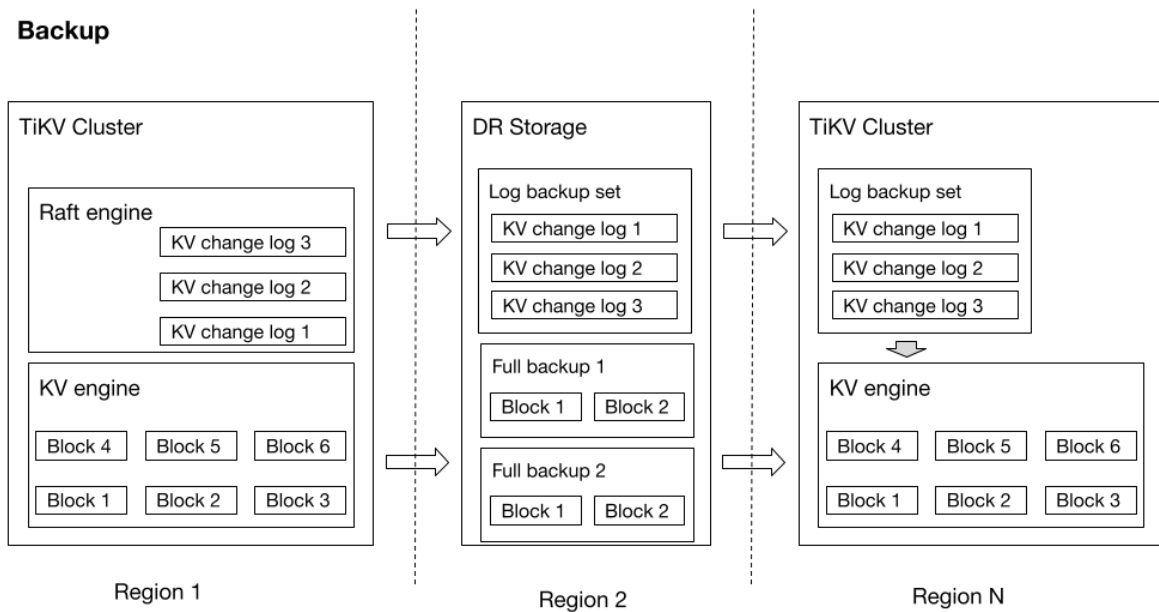 Backup
TiKV Cluster
Raft engine
KV change log 3
KV change log 2
KV change log 1
KV engine
Block 4 Block 5 Block 6
Block 1 Block 2 Block 3
Region 1
DR Storage
Log backup set
KV change log 1
KV change log 2
KV change log 3
Full backup 1
Block 1 Block 2
Full backup 2
Block 1 Block 2
Region 2
TiKV Cluster
Log backup set
KV change log 1
KV change log 2
KV change log 3
KV engine
Block 4 Block 5 Block 6
Block 1 Block 2 Block 3
Region N